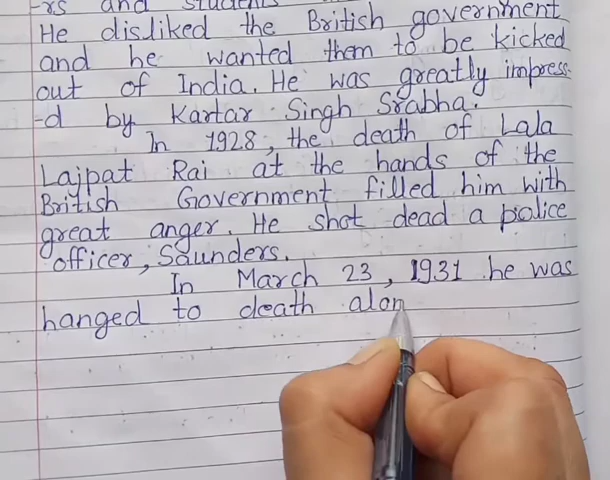 -rs and students
He disliked the British government
and he wanted them to be kicked
out of India. He was greatly impress-
-d by Kartar Singh Srabha.
In 1928, the death of Lala
Lajpat Rai at the hands of the
British Government filled him with
great anger. He shot dead a police
officer, Saunders.
In March 23, 1931 he was
hanged to death alon